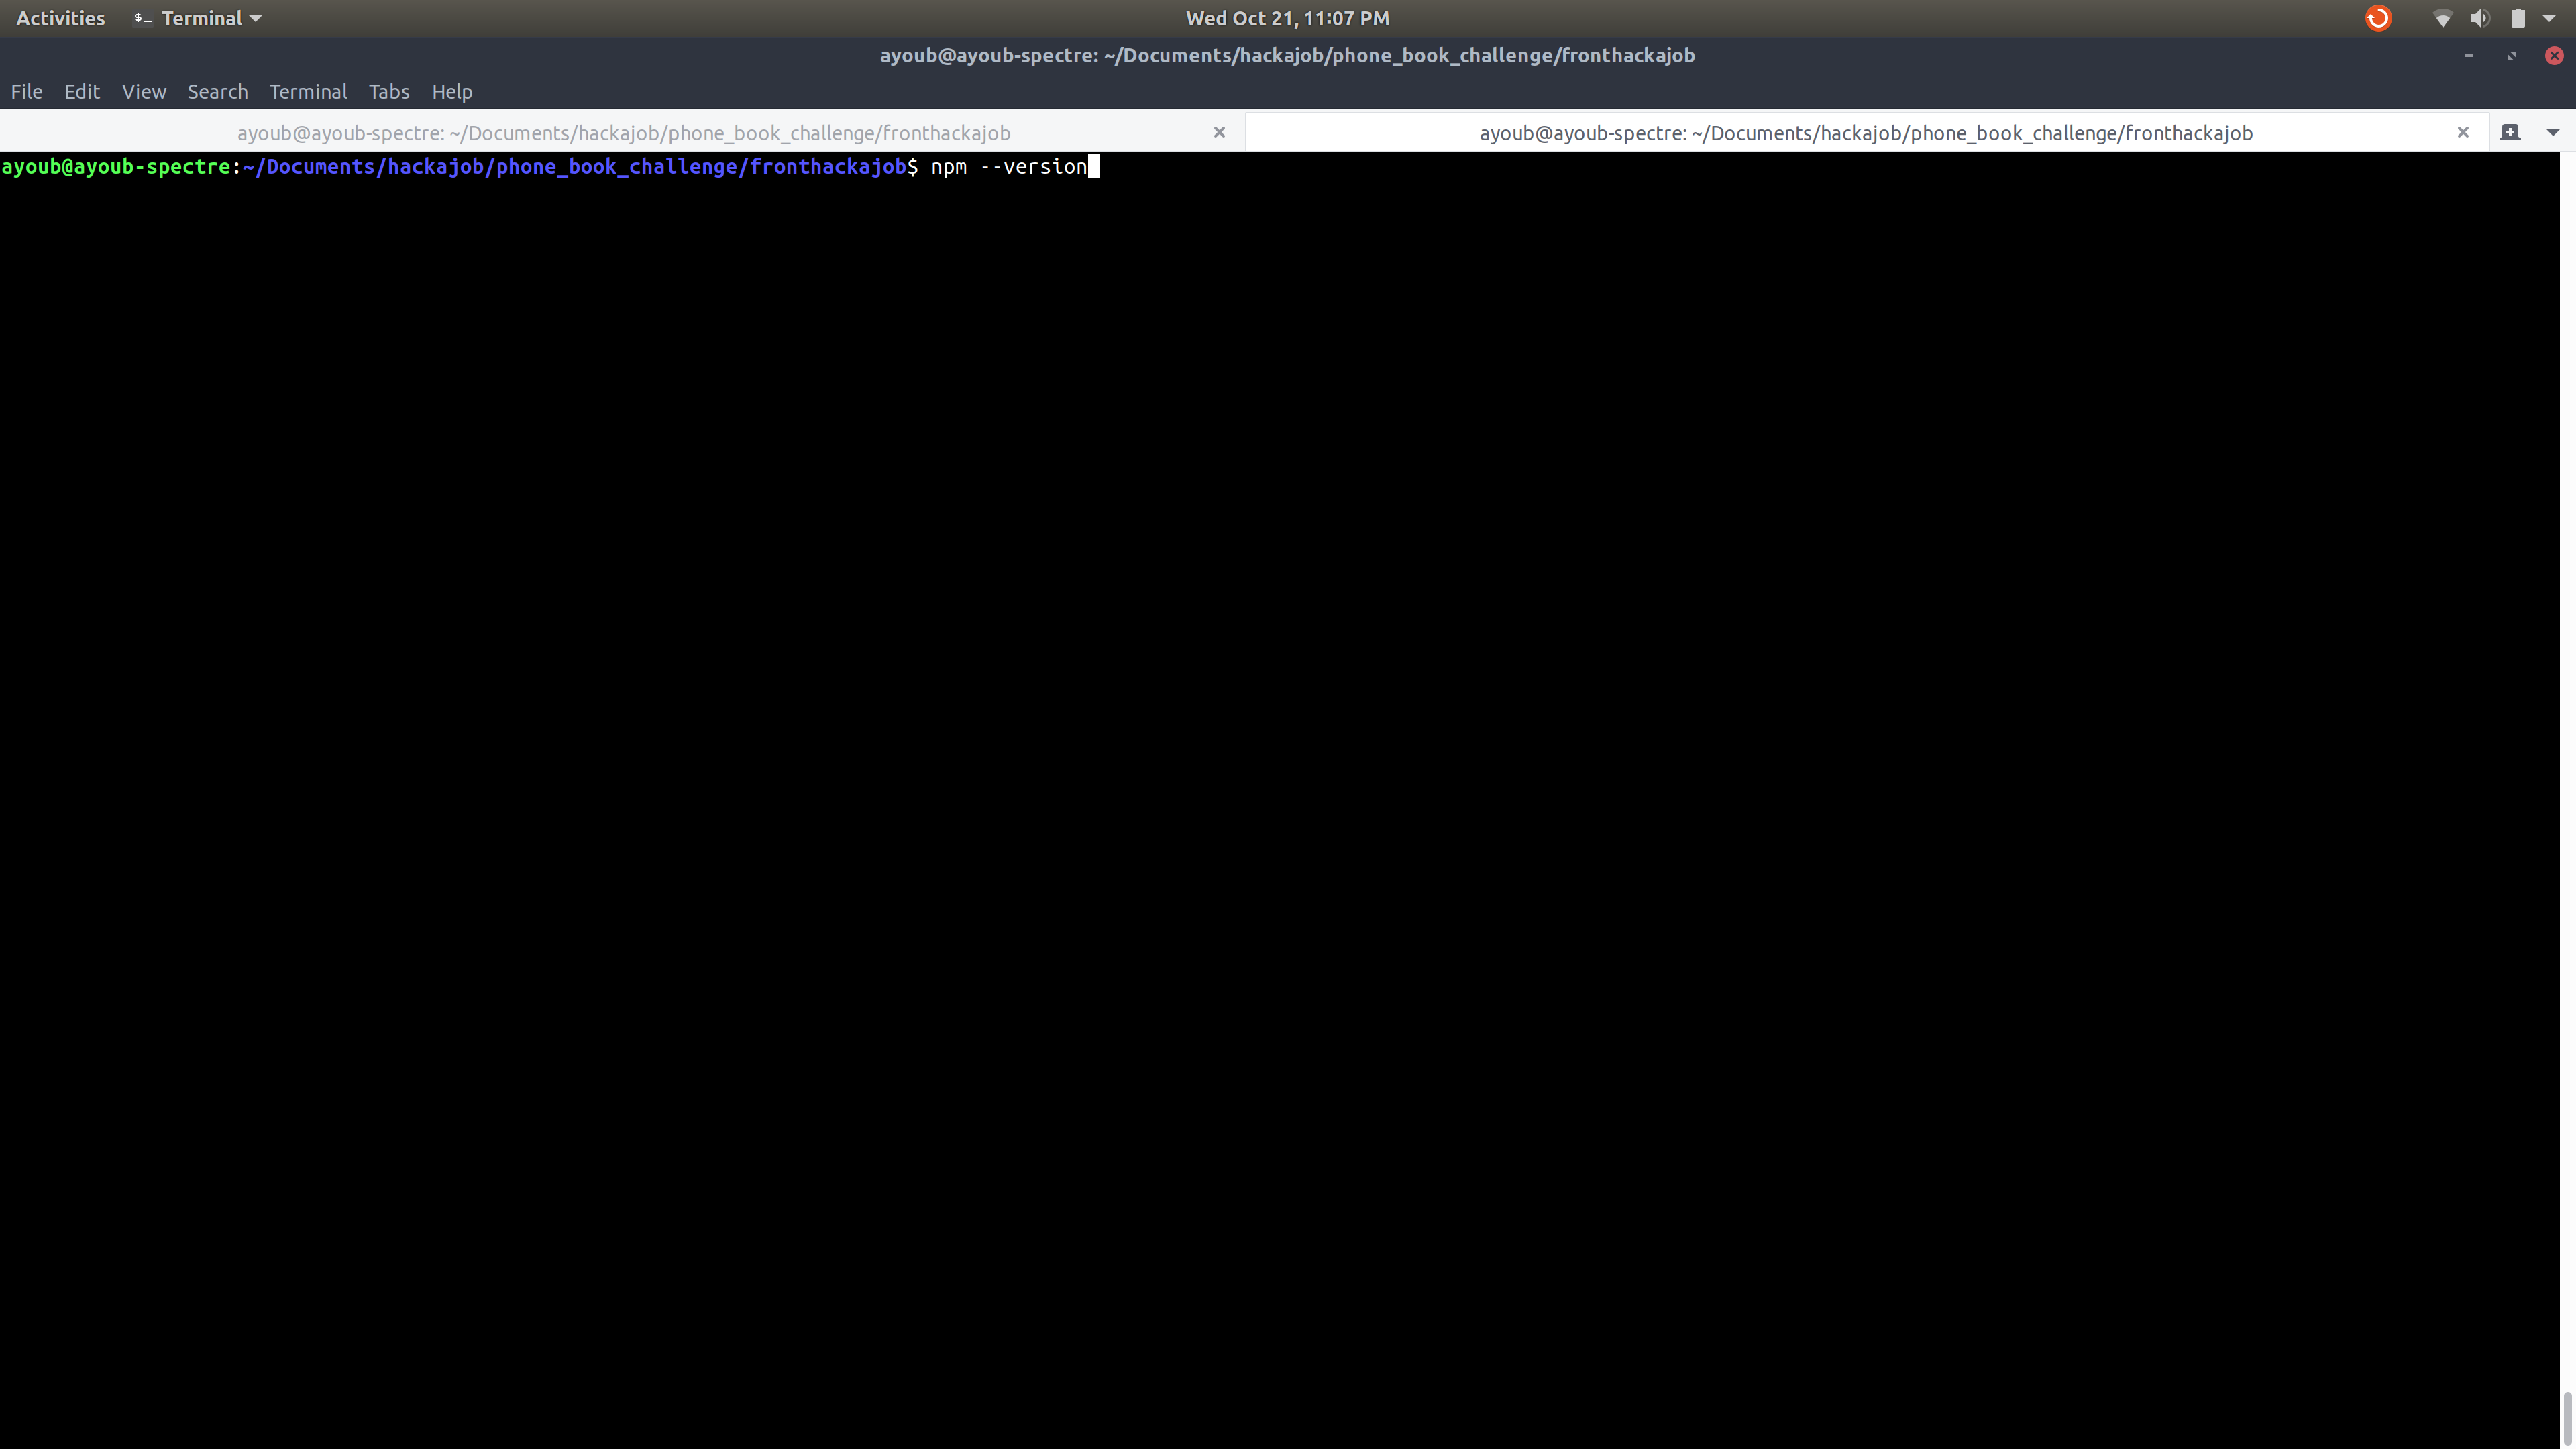 Activities Terminal Wed Oct 21, 11:07 PM
ayoub@ayoub-spectre: ~/Documents/hackajob/phone_book_challenge/fronthackajob
File Edit View Search Terminal Tabs Help
ayoub@ayoub-spectre: ~/Documents/hackajob/phone_book_challenge/fronthackajob ayoub@ayoub-spectre: ~/Documents/hackajob/phone_book_challenge/fronthackajob
ayoub@ayoub-spectre:~/Documents/hackajob/phone_book_challenge/fronthackajob$ npm --version